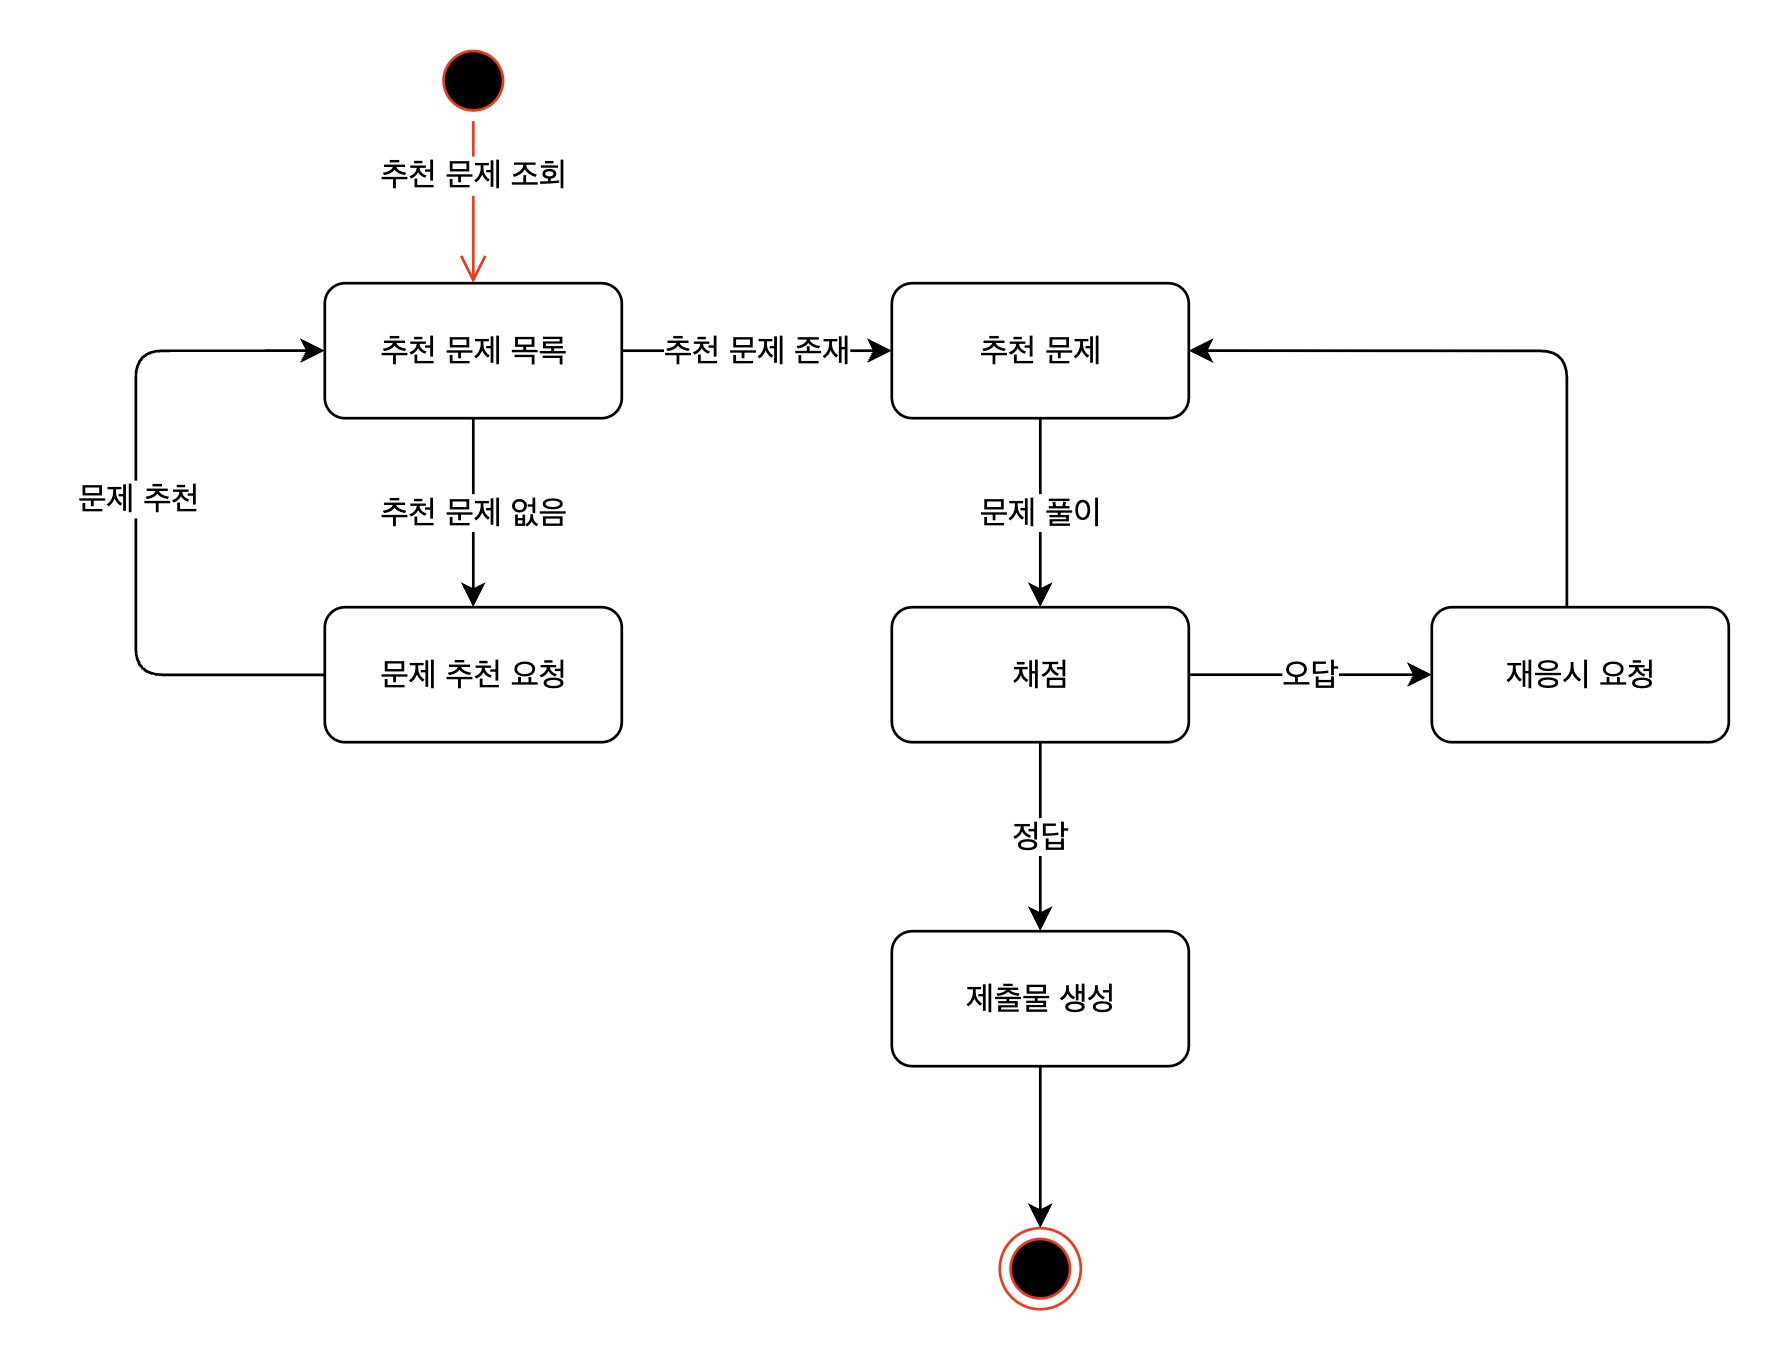 추천 문제 조회
추천 문제 목록
추천 문제 존재
추천 문제
문제 추천
추천 문제 없음
문제 풀이
문제 추천 요청
채점
오답
재응시 요청
정답
제출물 생성